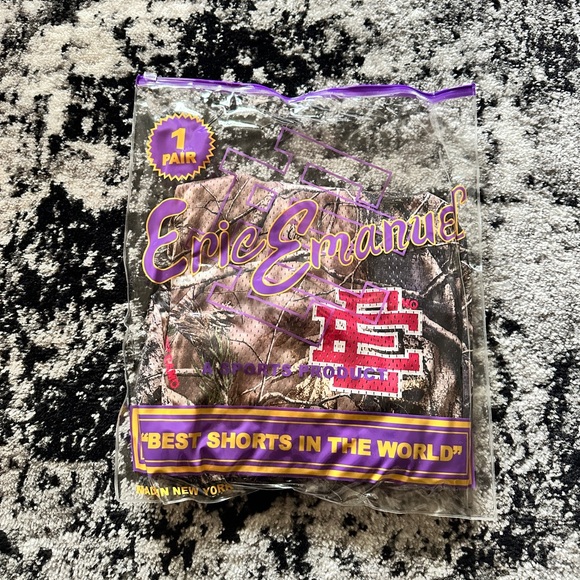 1
PAIR
Eric Emanuel
A SPORTS PRODUCT
EE
"BEST SHORTS IN THE WORLD"
MADE IN NEW YORK